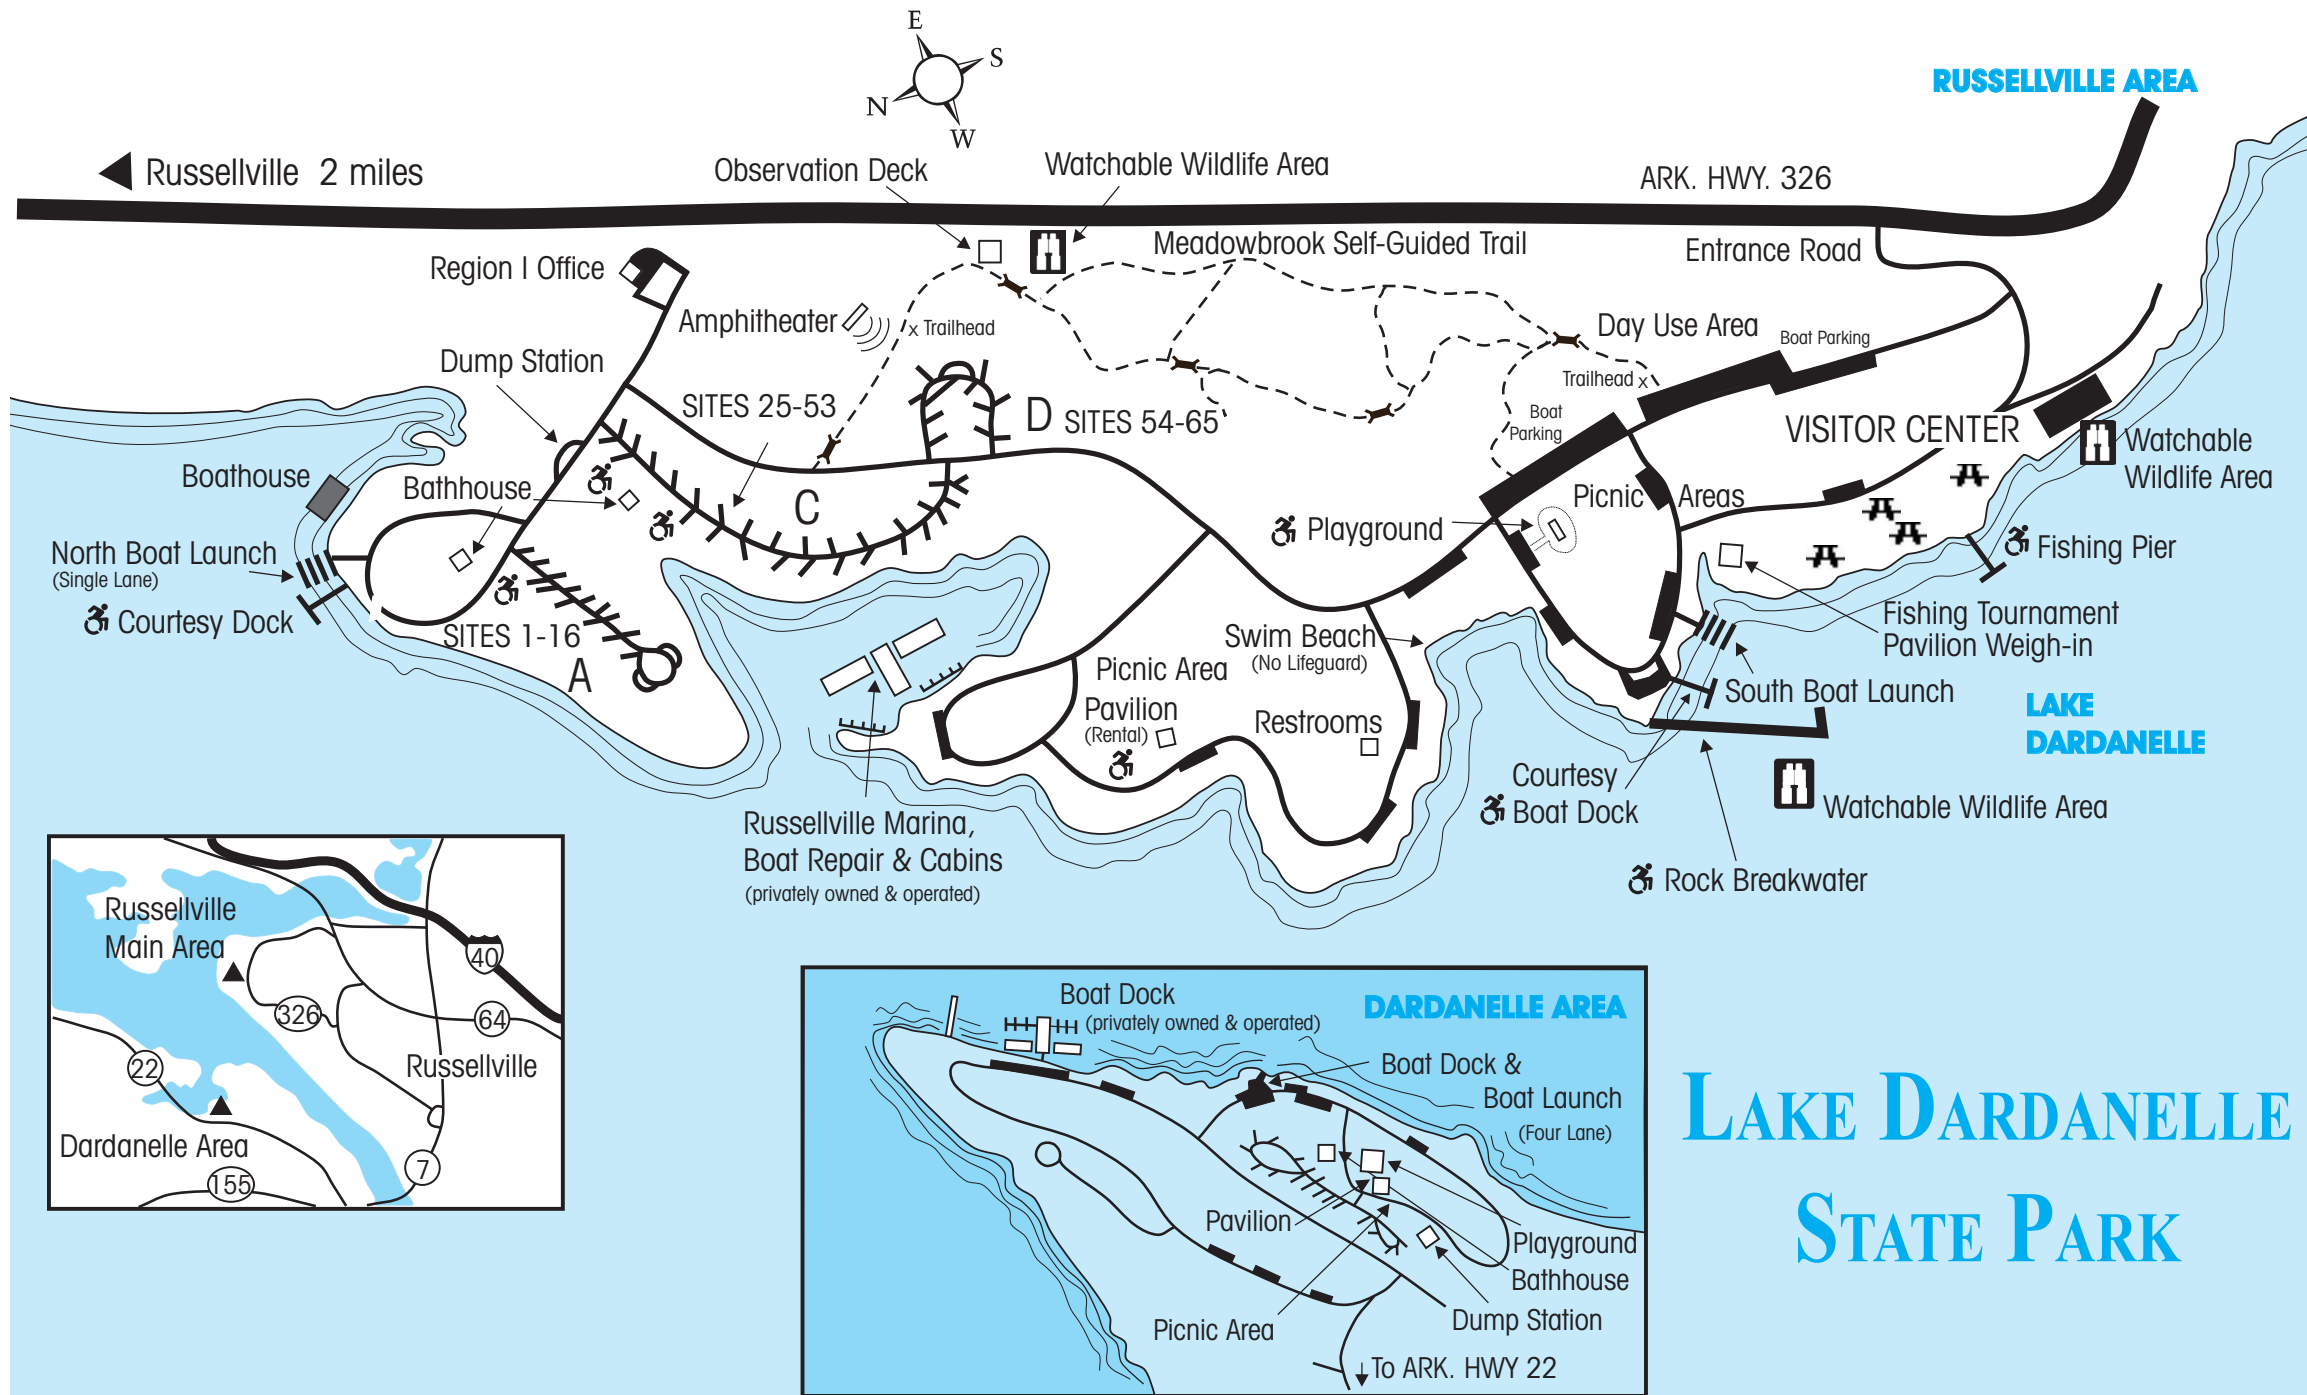 E
S
N
W
RUSSELLVILLE AREA
Russellville 2 miles
Observation Deck
Watchable Wildlife Area
ARK. HWY. 326
Region I Office
Meadowbrook Self-Guided Trail
Entrance Road
Amphitheater
x Trailhead
Day Use Area
Boat Parking
Dump Station
Trailhead x
SITES 25-53
D SITES 54-65
Boat
Parking
VISITOR CENTER
Watchable
Wildlife Area
Boathouse
Bathhouse
C
Picnic Areas
Playground
North Boat Launch
(Single Lane)
Fishing Pier
Courtesy Dock
SITES 1-16
A
Swim Beach
(No Lifeguard)
Fishing Tournament
Pavilion Weigh-in
Picnic Area
Pavilion
(Rental)
Restrooms
South Boat Launch
LAKE
DARDANELLE
Courtesy
Boat Dock
Watchable Wildlife Area
Russellville Marina,
Boat Repair & Cabins
(privately owned & operated)
Rock Breakwater
Russellville
Main Area
40
326
64
22
Russellville
Dardanelle Area
155
7
Boat Dock
(privately owned & operated)
DARDANELLE AREA
Boat Dock &
Boat Launch
(Four Lane)
Pavilion
Playground
Bathhouse
Picnic Area
Dump Station
To ARK. HWY 22
LAKE DARDANELLE
STATE PARK